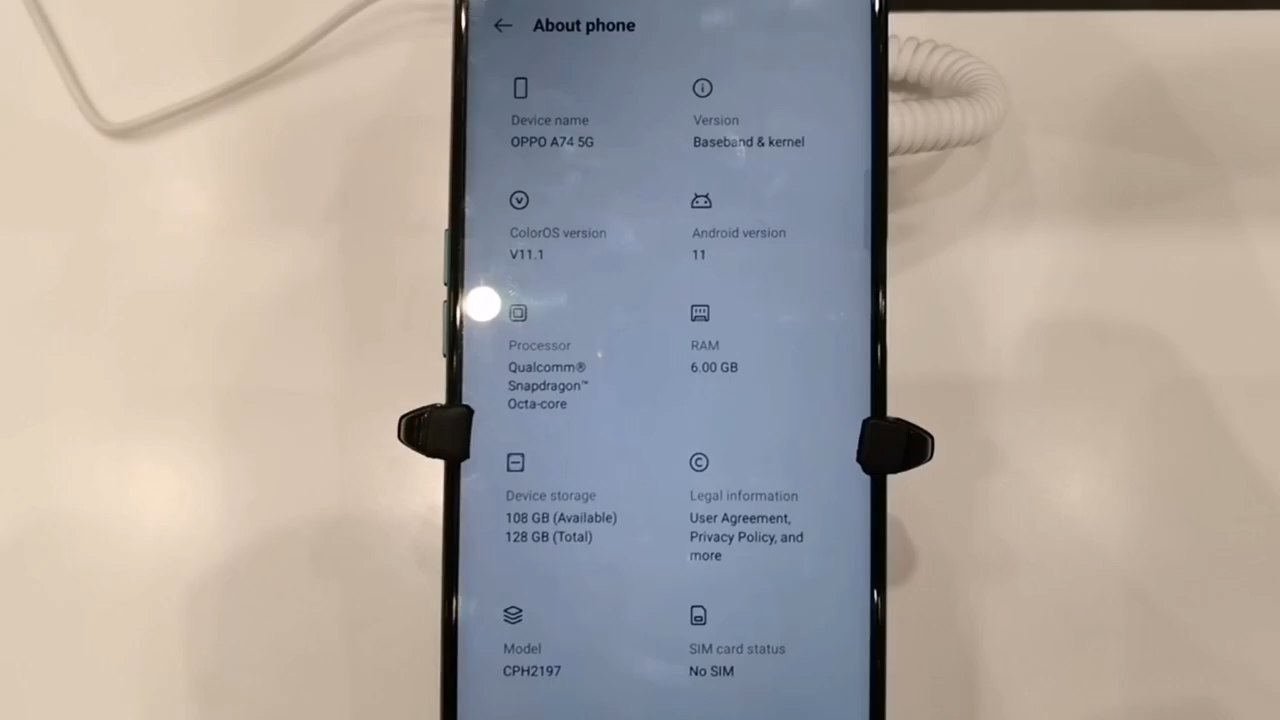 About phone
Device name
OPPO A74 5G
Version
Baseband & kernel
ColorOS version
V11.1
Android version
11
Processor
Qualcomm®
Snapdragon™
Octa-core
RAM
6.00 GB
Device storage
108 GB (Available)
128 GB (Total)
Legal information
User Agreement,
Privacy Policy, and
more
Model
CPH2197
SIM card status
No SIM